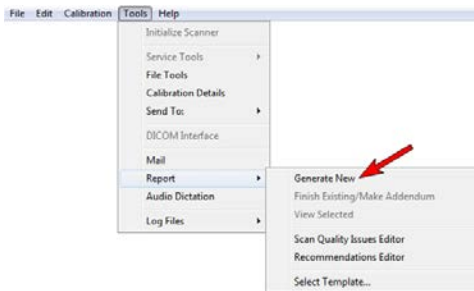 File Edit Calibration Tools Help
Initialize Scanner
Service Tools
File Tools
Calibration Details
Send To:
DICOM Interface
Mail
Report
Audio Dictation
Log Files
Generate New
Finish Existing/Make Addendum
View Selected
Scan Quality Issues Editor
Recommendations Editor
Select Template...